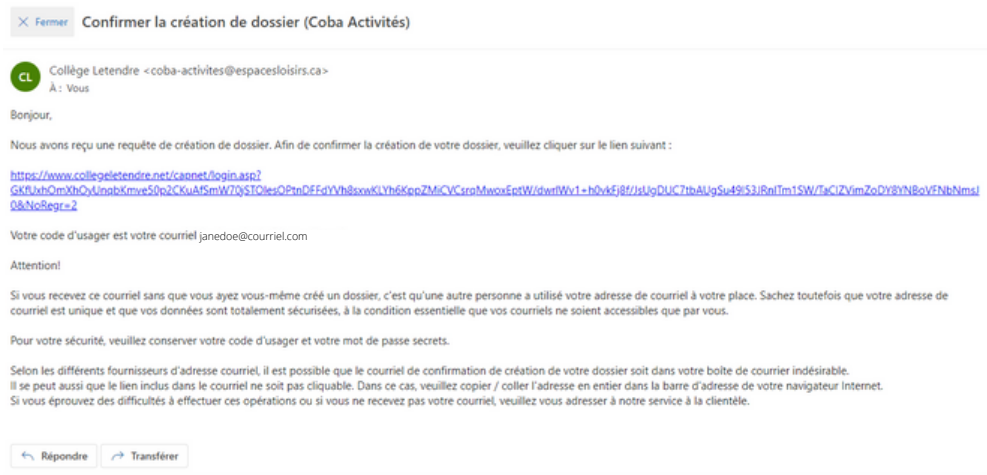 Fermer Confirmer la création de dossier (Coba Activités)
CL
Collège Letendre <coba-activites@espacesloisirs.ca>
À : Vous
Bonjour,
Nous avons reçu une requête de création de dossier. Afin de confirmer la création de votre dossier, veuillez cliquer sur le lien suivant :
https://www.collegeletendre.net/capnet/login.asp?
0&NoRegr=2
Votre code d'usager est votre courriel janedoe@courriel.com
Attention!
Si vous recevez ce courriel sans que vous ayez vous-même créé un dossier, c'est qu'une autre personne a utilisé votre adresse de courriel à votre place. Sachez toutefois que votre adresse de
courriel est unique et que vos données sont totalement sécurisées, à la condition essentielle que vos courriels ne soient accessibles que par vous.
Pour votre sécurité, veuillez conserver votre code d'usager et votre mot de passe secrets.
Selon les différents fournisseurs d'adresse courriel, il est possible que le courriel de confirmation de création de votre dossier soit dans votre boîte de courrier indésirable.
Il se peut aussi que le lien inclus dans le courriel ne soit pas cliquable. Dans ce cas, veuillez copier / coller l'adresse en entier dans la barre d'adresse de votre navigateur Internet.
Si vous éprouvez des difficultés à effectuer ces opérations ou si vous ne recevez pas votre courriel, veuillez vous adresser à notre service à la clientèle.
Répondre Transférer